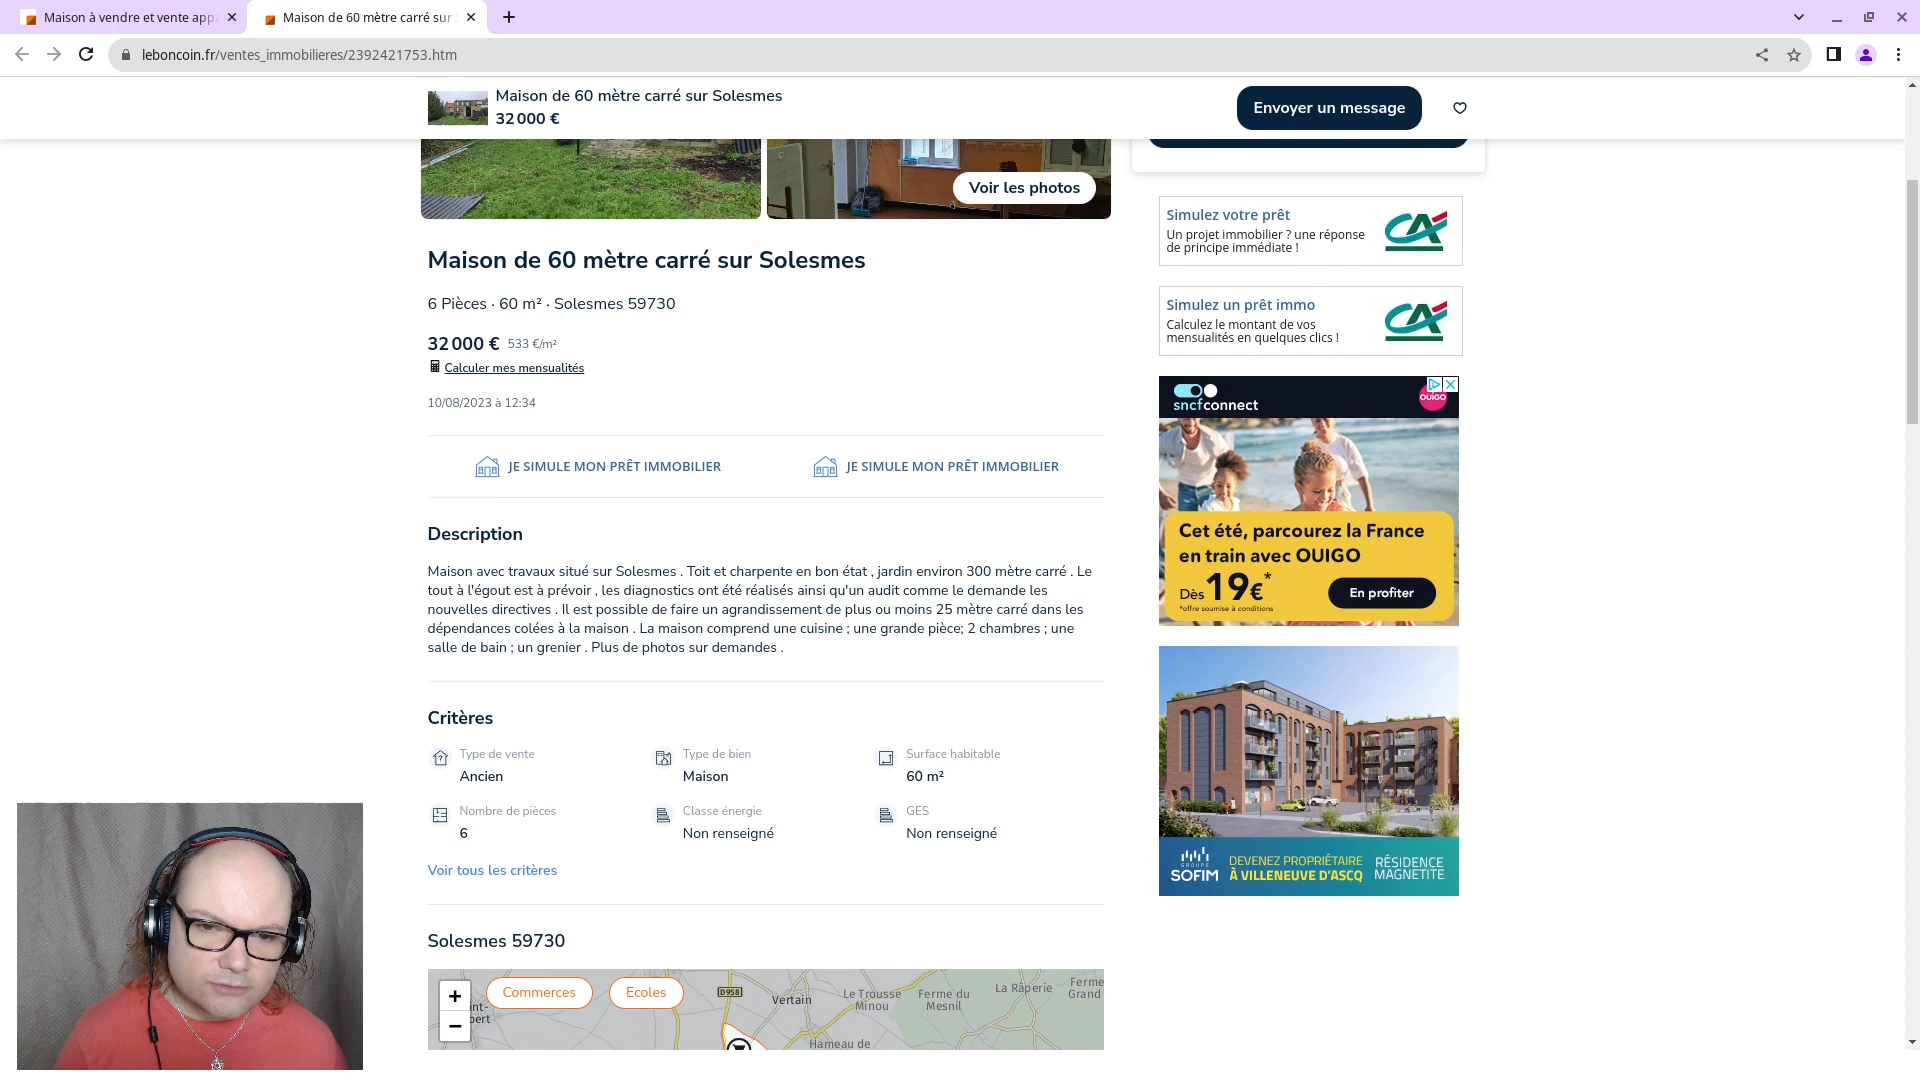 Maison à vendre et vente appa
Maison de 60 mètre carré sur S
leboncoin.fr/ventes_immobilieres/2392421753.htm
Maison de 60 mètre carré sur Solesmes
32 000 €
Envoyer un message
Voir les photos
Maison de 60 mètre carré sur Solesmes
6 Pièces · 60 m² · Solesmes 59730
32 000 € 533 €/m²
Calculer mes mensualités
10/08/2023 à 12:34
JE SIMULE MON PRÊT IMMOBILIER
JE SIMULE MON PRÊT IMMOBILIER
Description
Maison avec travaux situé sur Solesmes . Toit et charpente en bon état , jardin environ 300 mètre carré . Le
tout à l'égout est à prévoir , les diagnostics ont été réalisés ainsi qu'un audit comme le demande les
nouvelles directives . Il est possible de faire un agrandissement de plus ou moins 25 mètre carré dans les
dépendances colées à la maison . La maison comprend une cuisine ; une grande pièce; 2 chambres ; une
salle de bain ; un grenier . Plus de photos sur demandes .
Critères
Type de vente
Ancien
Type de bien
Maison
Surface habitable
60 m²
Nombre de pièces
6
Classe énergie
Non renseigné
GES
Non renseigné
Voir tous les critères
Solesmes 59730
+
−
Commerces
Ecoles
int-
bert
D958
Vertain
Le Trousse
Minou
Ferme du
Mesnil
La Râperie
Ferme
Grand
Hameau de
Simulez votre prêt
Un projet immobilier ? une réponse
de principe immédiate !
Simulez un prêt immo
Calculez le montant de vos
mensualités en quelques clics !
sncfconnect
OUIGO
Cet été, parcourez la France
en train avec OUIGO
Dès 19€*
*offre soumise à conditions
En profiter
GROUPE
SOFIM
DEVENEZ PROPRIÉTAIRE
À VILLENEUVE D'ASCQ
RÉSIDENCE
MAGNETITE